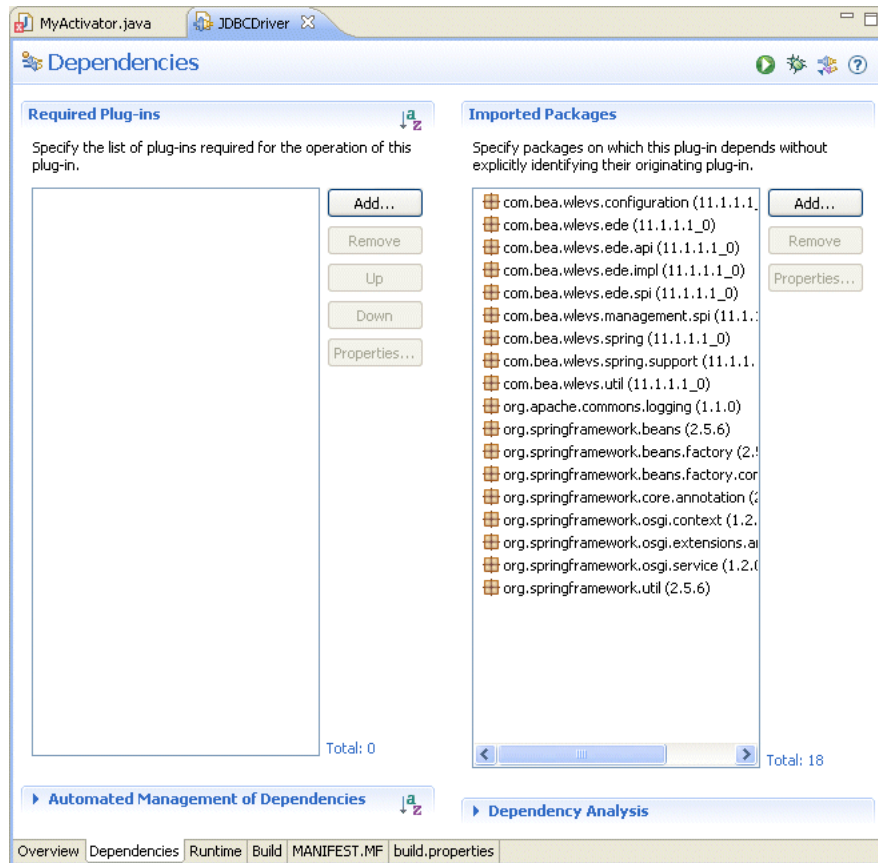 MyActivator.java
JDBCDriver
Dependencies
Required Plug-ins
Specify the list of plug-ins required for the operation of this
plug-in.
Add...
Remove
Up
Down
Properties...
Total: 0
Automated Management of Dependencies
Imported Packages
Specify packages on which this plug-in depends without
explicitly identifying their originating plug-in.
com.bea.wlevs.configuration (11.1.1.1_
com.bea.wlevs.ede (11.1.1.1_0)
com.bea.wlevs.ede.api (11.1.1.1_0)
com.bea.wlevs.ede.impl (11.1.1.1_0)
com.bea.wlevs.ede.spi (11.1.1.1_0)
com.bea.wlevs.management.spi (11.1.
com.bea.wlevs.spring (11.1.1.1_0)
com.bea.wlevs.spring.support (11.1.1.
com.bea.wlevs.util (11.1.1.1_0)
org.apache.commons.logging (1.1.0)
org.springframework.beans (2.5.6)
org.springframework.beans.factory (2.
org.springframework.beans.factory.cor
org.springframework.core.annotation (2
org.springframework.osgi.context (1.2.
org.springframework.osgi.extensions.a
org.springframework.osgi.service (1.2.0
org.springframework.util (2.5.6)
Add...
Remove
Properties...
Total: 18
Dependency Analysis
Overview Dependencies Runtime Build MANIFEST.MF build.properties